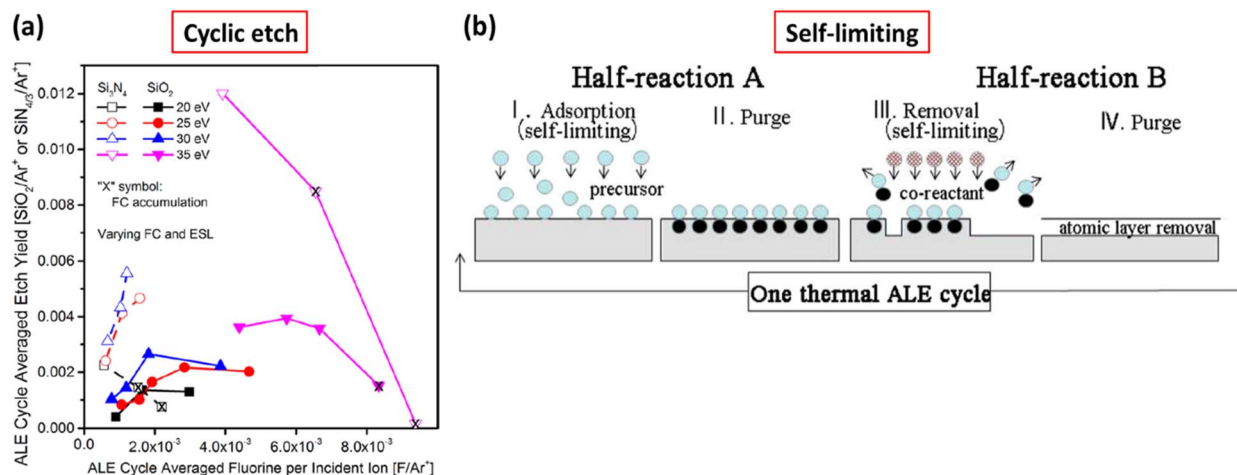 (a)
Cyclic etch
ALE Cycle Averaged Etch Yield [SiO₂/Ar⁺ or SiN₄/₃/Ar⁺]
0.012
0.010
0.008
0.006
0.004
0.002
0.000
Si₃N₄ SiO₂
20 eV
25 eV
30 eV
35 eV
"X" symbol:
FC accumulation
Varying FC and ESL
X
X
X
X
X
X
0.0 2.0x10⁻³ 4.0x10⁻³ 6.0x10⁻³ 8.0x10⁻³
ALE Cycle Averaged Fluorine per Incident Ion [F/Ar⁺]
(b)
Self-limiting
Half-reaction A Half-reaction B
Ⅰ. Adsorption Ⅱ. Purge Ⅲ. Removal Ⅳ. Purge
(self-limiting) (self-limiting)
precursor
co-reactant
atomic layer removal
One thermal ALE cycle